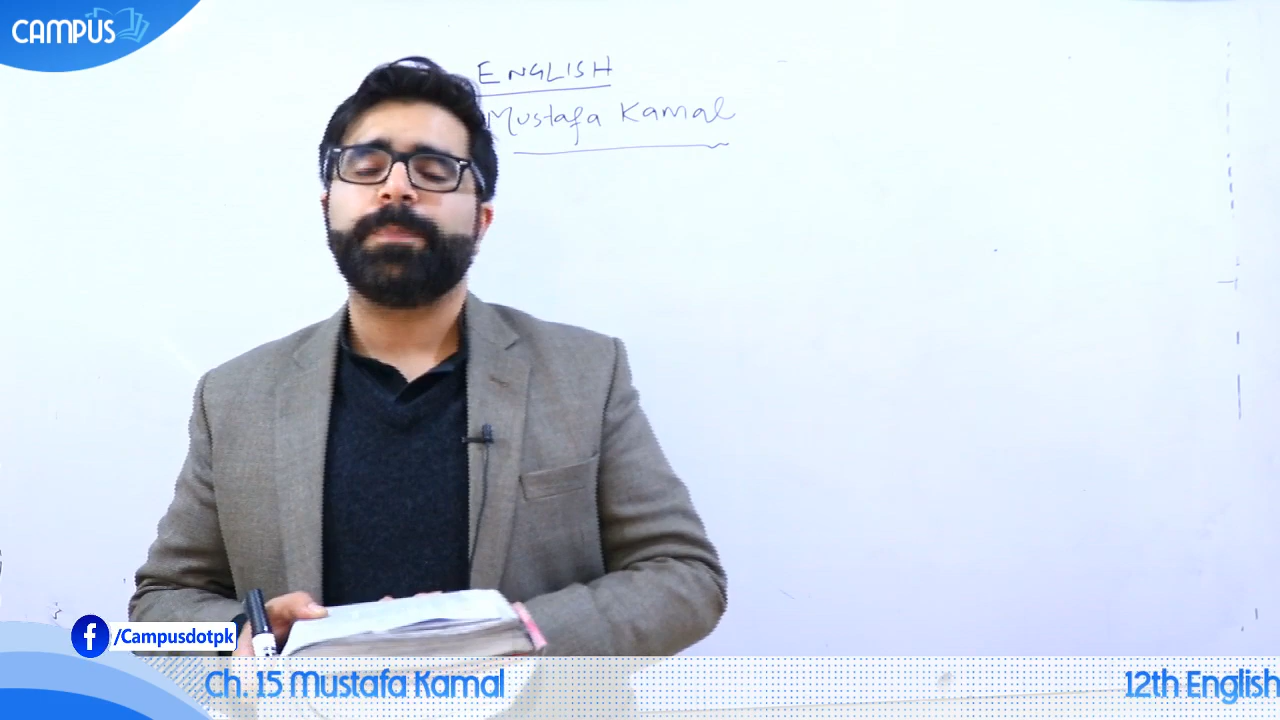 CAMPUS
ENGLISH
Mustafa Kamal
/Campusdotpk
Ch. 15 Mustafa Kamal
12th English